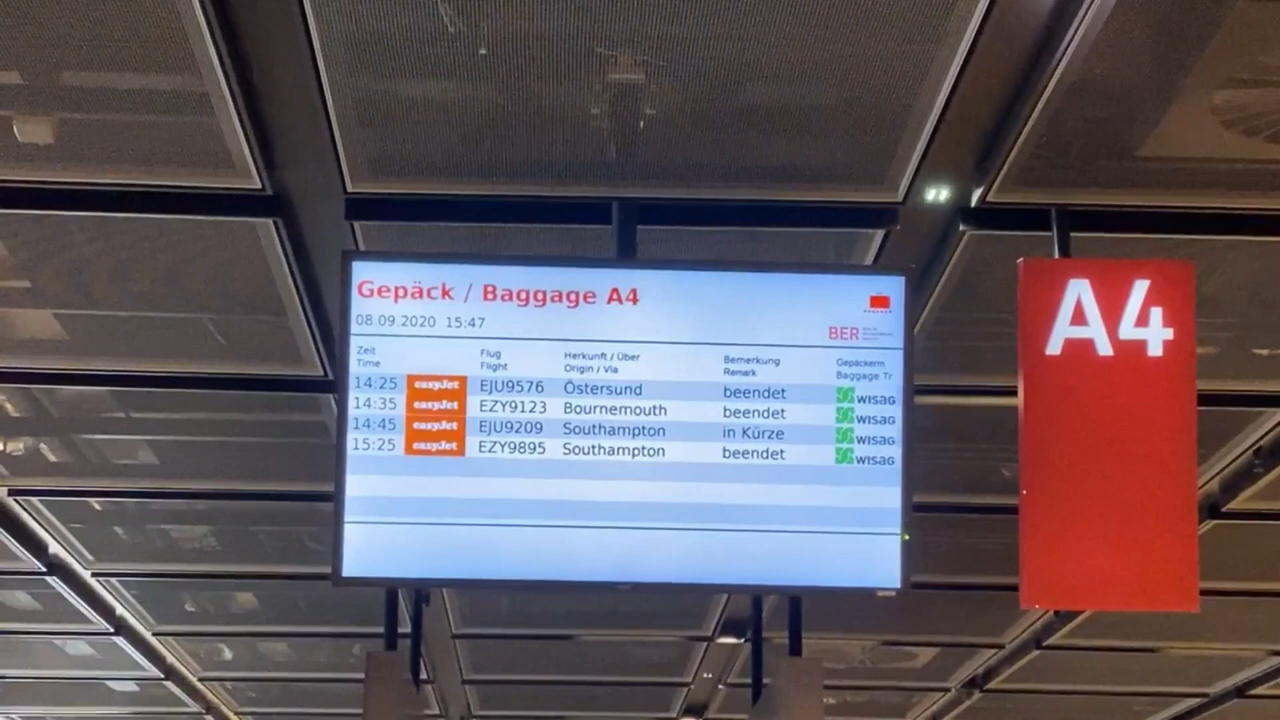 Gepäck / Baggage A4
08.09.2020 15:47
BER
Zeit Flug Herkunft / Über Bemerkung Gepäckerm
Time Flight Origin / Via Remark Baggage Tr
14:25 easyJet EJU9576 Östersund beendet WISAG
14:35 easyJet EZY9123 Bournemouth beendet WISAG
14:45 easyJet EJU9209 Southampton in Kürze WISAG
15:25 easyJet EZY9895 Southampton beendet WISAG
A4